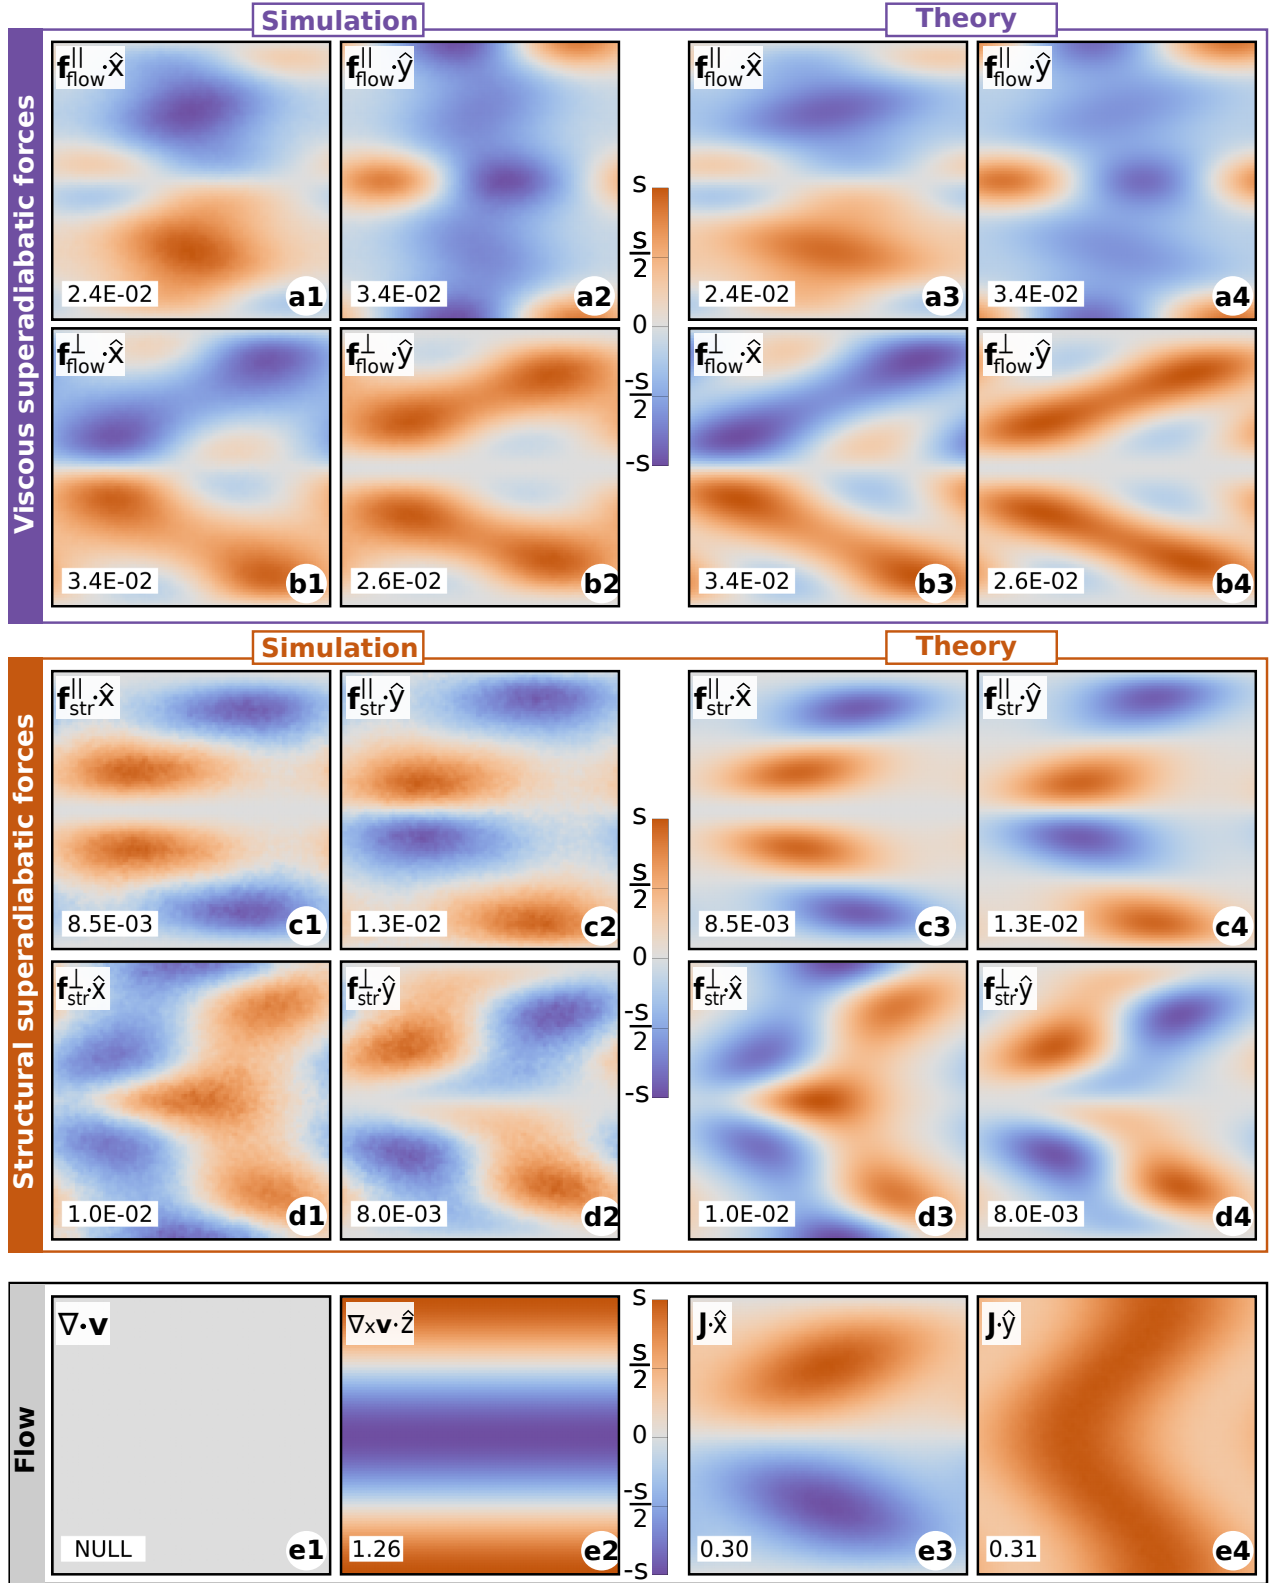 Simulation
Theory
Viscous superadiabatic forces
f||flow·x̂
2.4E-02
a1
f||flow·ŷ
3.4E-02
a2
f||flow·x̂
2.4E-02
a3
f||flow·ŷ
3.4E-02
a4
s
s/2
0
-s/2
-s
f⊥flow·x̂
3.4E-02
b1
f⊥flow·ŷ
2.6E-02
b2
f⊥flow·x̂
3.4E-02
b3
f⊥flow·ŷ
2.6E-02
b4
Simulation
Theory
Structural superadiabatic forces
f||str·x̂
8.5E-03
c1
f||str·ŷ
1.3E-02
c2
f||str·x̂
8.5E-03
c3
f||str·ŷ
1.3E-02
c4
s
s/2
0
-s/2
-s
f⊥str·x̂
1.0E-02
d1
f⊥str·ŷ
8.0E-03
d2
f⊥str·x̂
1.0E-02
d3
f⊥str·ŷ
8.0E-03
d4
Flow
∇·v
NULL
e1
∇xv·ẑ
1.26
e2
s
s/2
0
-s/2
-s
J·x̂
0.30
e3
J·ŷ
0.31
e4